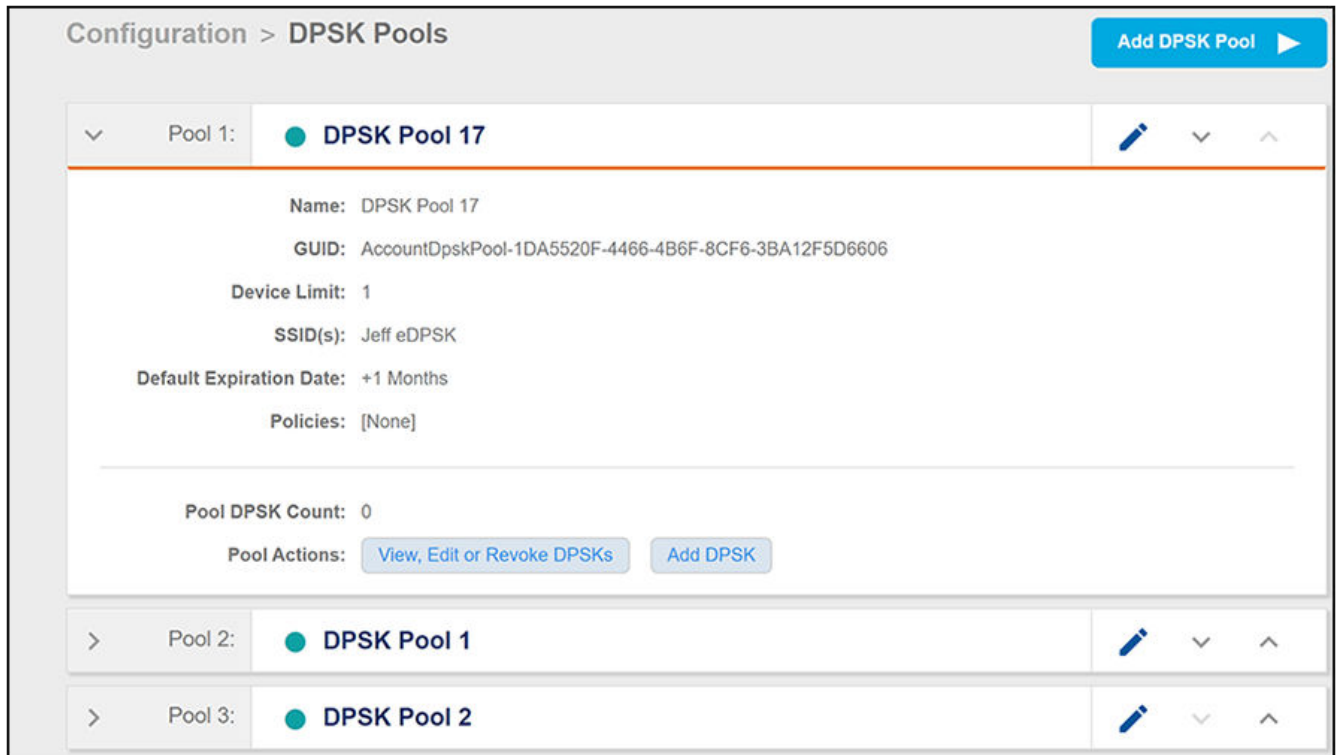 Configuration > DPSK Pools
Add DPSK Pool
Pool 1: DPSK Pool 17
Name: DPSK Pool 17
GUID: AccountDpskPool-1DA5520F-4466-4B6F-8CF6-3BA12F5D6606
Device Limit: 1
SSID(s): Jeff eDPSK
Default Expiration Date: +1 Months
Policies: [None]
Pool DPSK Count: 0
Pool Actions: View, Edit or Revoke DPSKs Add DPSK
Pool 2: DPSK Pool 1
Pool 3: DPSK Pool 2